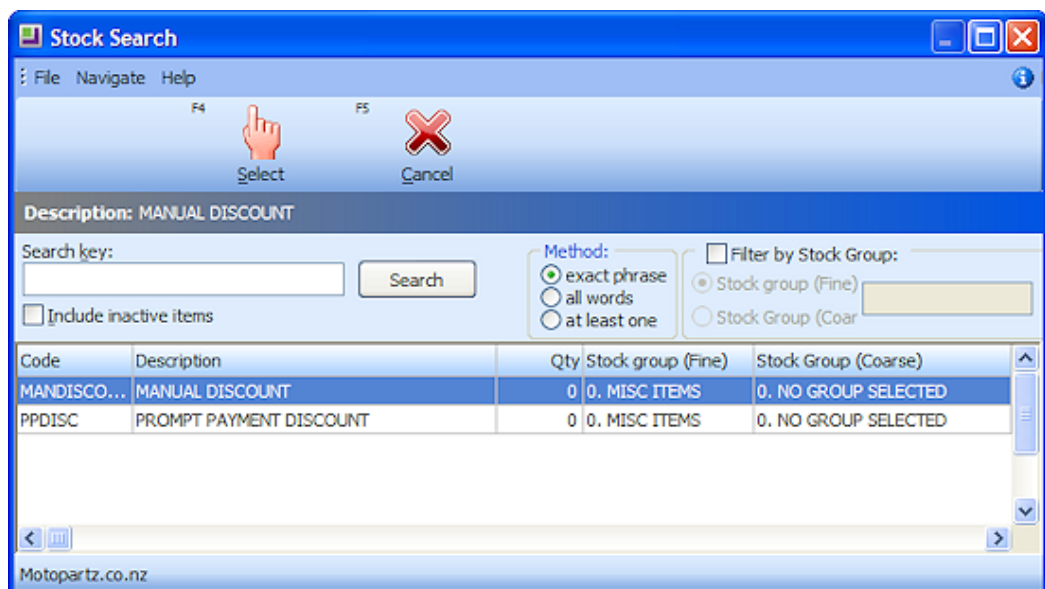 Stock Search
File Navigate Help
F4 F5
Select Cancel
Description: MANUAL DISCOUNT
Search key:
Search
Include inactive items
Method:
exact phrase
all words
at least one
Filter by Stock Group:
Stock group (Fine)
Stock Group (Coar
Code Description Qty Stock group (Fine) Stock Group (Coarse)
MANDISCO... MANUAL DISCOUNT 0 0. MISC ITEMS 0. NO GROUP SELECTED
PPDISC PROMPT PAYMENT DISCOUNT 0 0. MISC ITEMS 0. NO GROUP SELECTED
Motopartz.co.nz